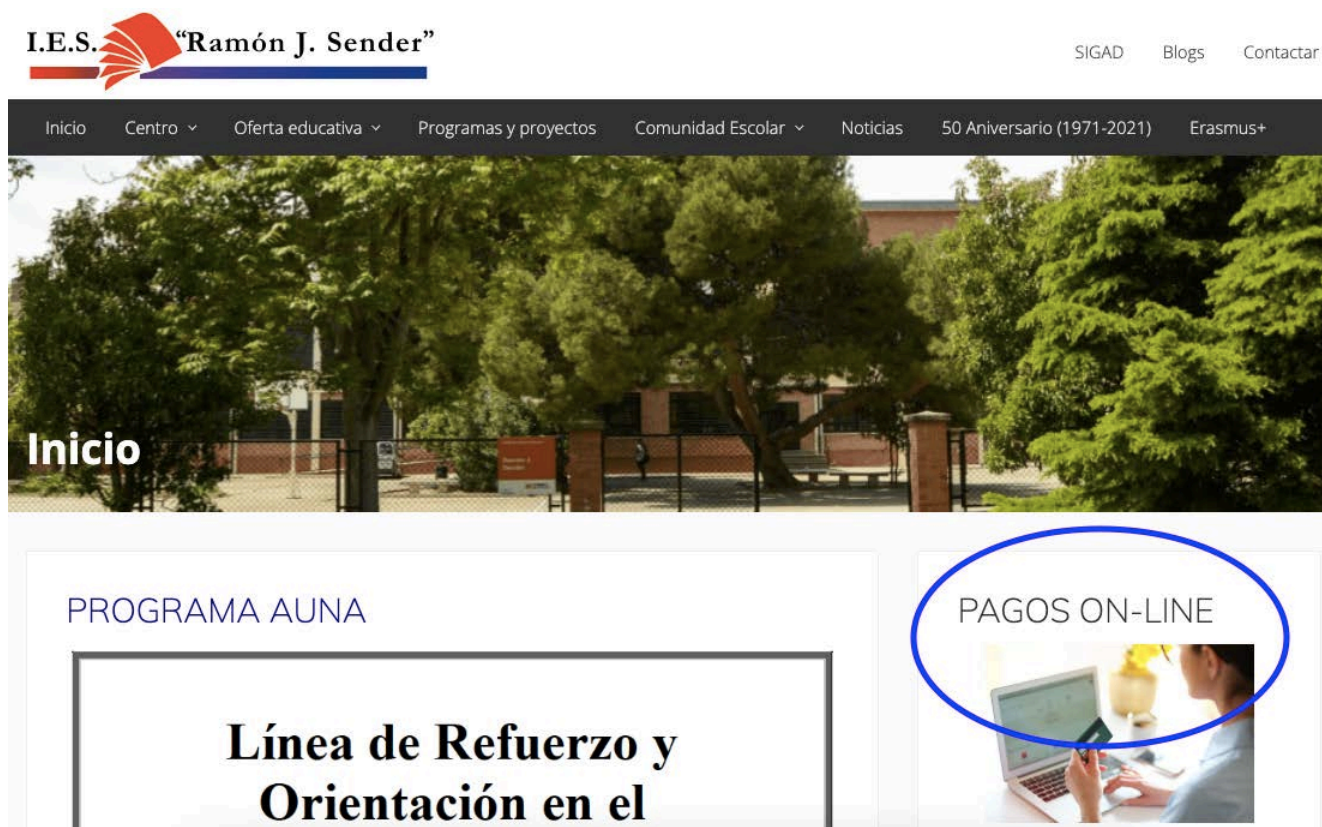 I.E.S. “Ramón J. Sender”
SIGAD Blogs Contactar
Inicio Centro Oferta educativa Programas y proyectos Comunidad Escolar Noticias 50 Aniversario (1971-2021) Erasmus+
Inicio
PROGRAMA AUNA
PAGOS ON-LINE
Línea de Refuerzo y
Orientación en el